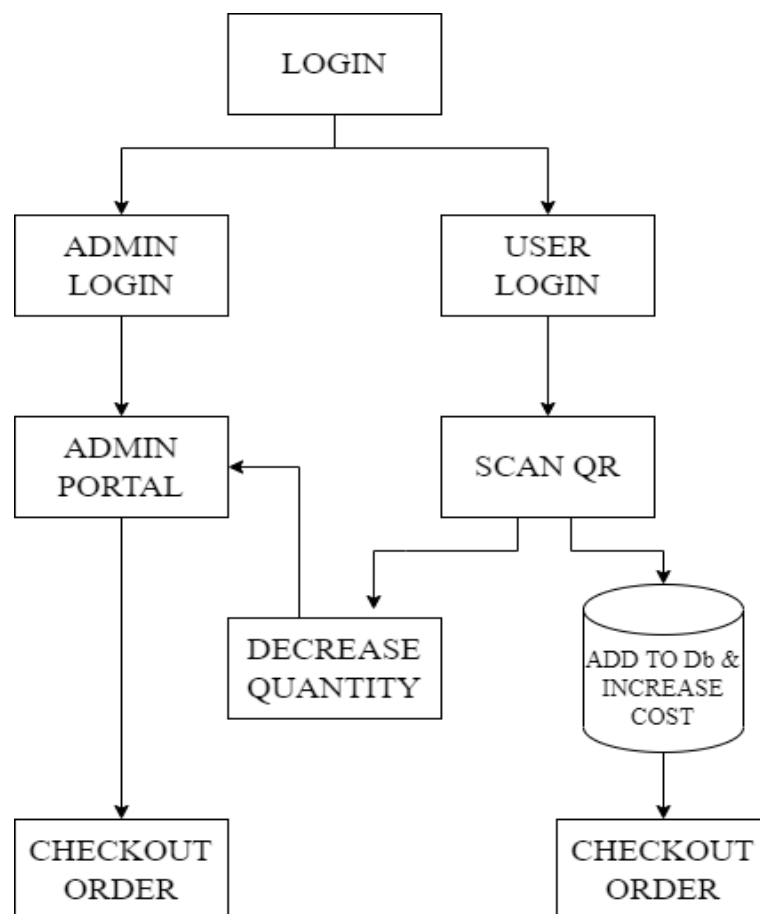 LOGIN
ADMIN
LOGIN
USER
LOGIN
ADMIN
PORTAL
SCAN QR
DECREASE
QUANTITY
ADD TO Db &
INCREASE
COST
CHECKOUT
ORDER
CHECKOUT
ORDER